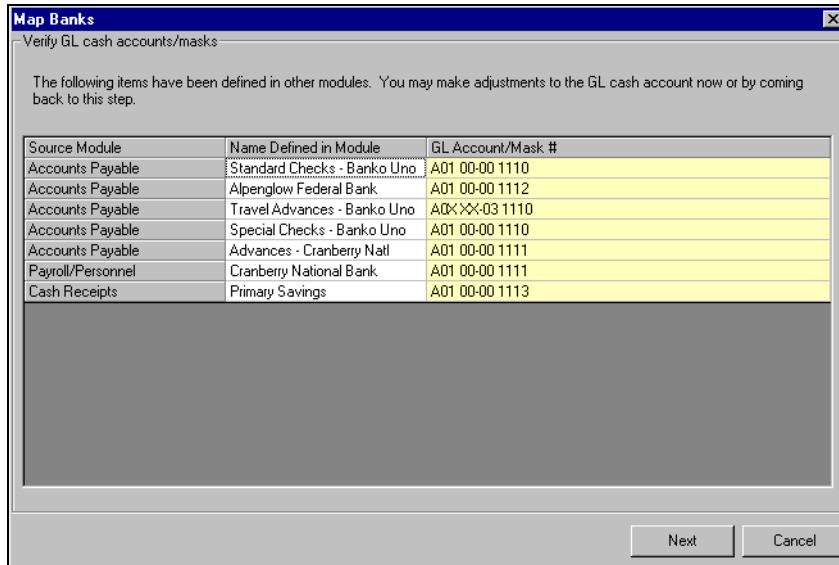 Map Banks
Verify GL cash accounts/masks
The following items have been defined in other modules. You may make adjustments to the GL cash account now or by coming
back to this step.
Source Module Name Defined in Module GL Account/Mask #
Accounts Payable Standard Checks - Banko Uno A01 00-00 1110
Accounts Payable Alpenglow Federal Bank A01 00-00 1112
Accounts Payable Travel Advances - Banko Uno A0X XX-03 1110
Accounts Payable Special Checks - Banko Uno A01 00-00 1110
Accounts Payable Advances - Cranberry Natl A01 00-00 1111
Payroll/Personnel Cranberry National Bank A01 00-00 1111
Cash Receipts Primary Savings A01 00-00 1113
Next Cancel